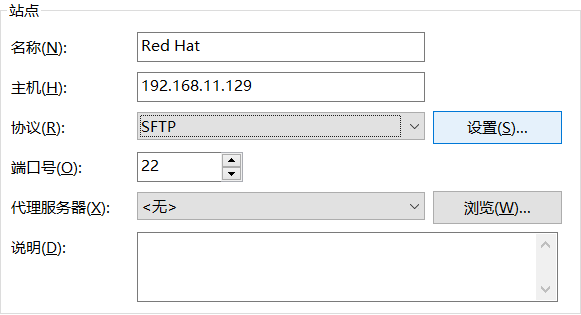 站点
名称(N): Red Hat
主机(H): 192.168.11.129
协议(R): SFTP 设置(S)...
端口号(O): 22
代理服务器(X): <无> 浏览(W)...
说明(D):